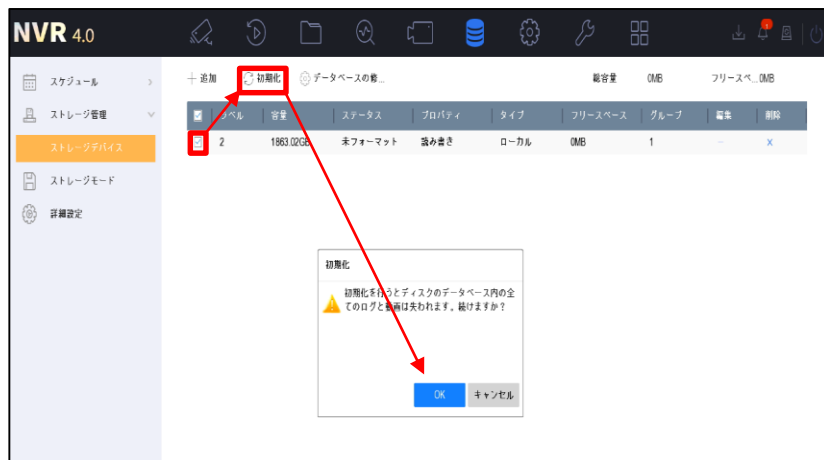 NVR 4.0
スケジュール
ストレージ管理
ストレージデバイス
ストレージモード
詳細設定
追加 初期化 データベースの修... 総容量 0MB フリースペ... 0MB
ラベル 容量 ステータス プロパティ タイプ フリースペース グループ 編集 削除
2 1863.02GB 未フォーマット 読み書き ローカル 0MB 1 — X
初期化
初期化を行うとディスクのデータベース内の全
てのログと動画は失われます。続けますか?
OK キャンセル